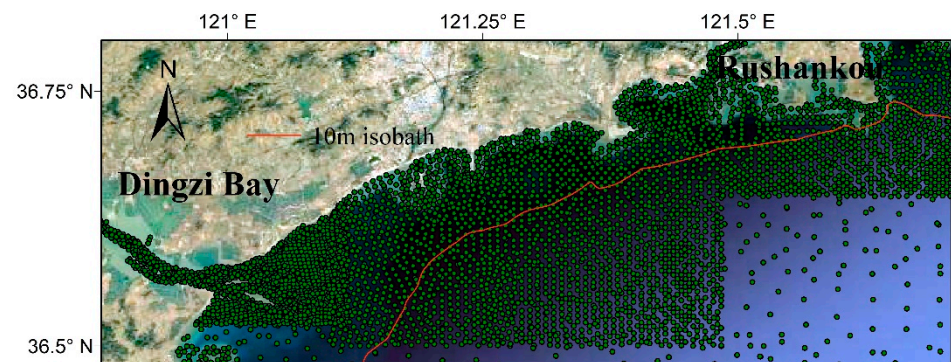 121° E
121.25° E
121.5° E
36.75° N
N
Rushankou
10m isobath
Dingzi Bay
36.5° N